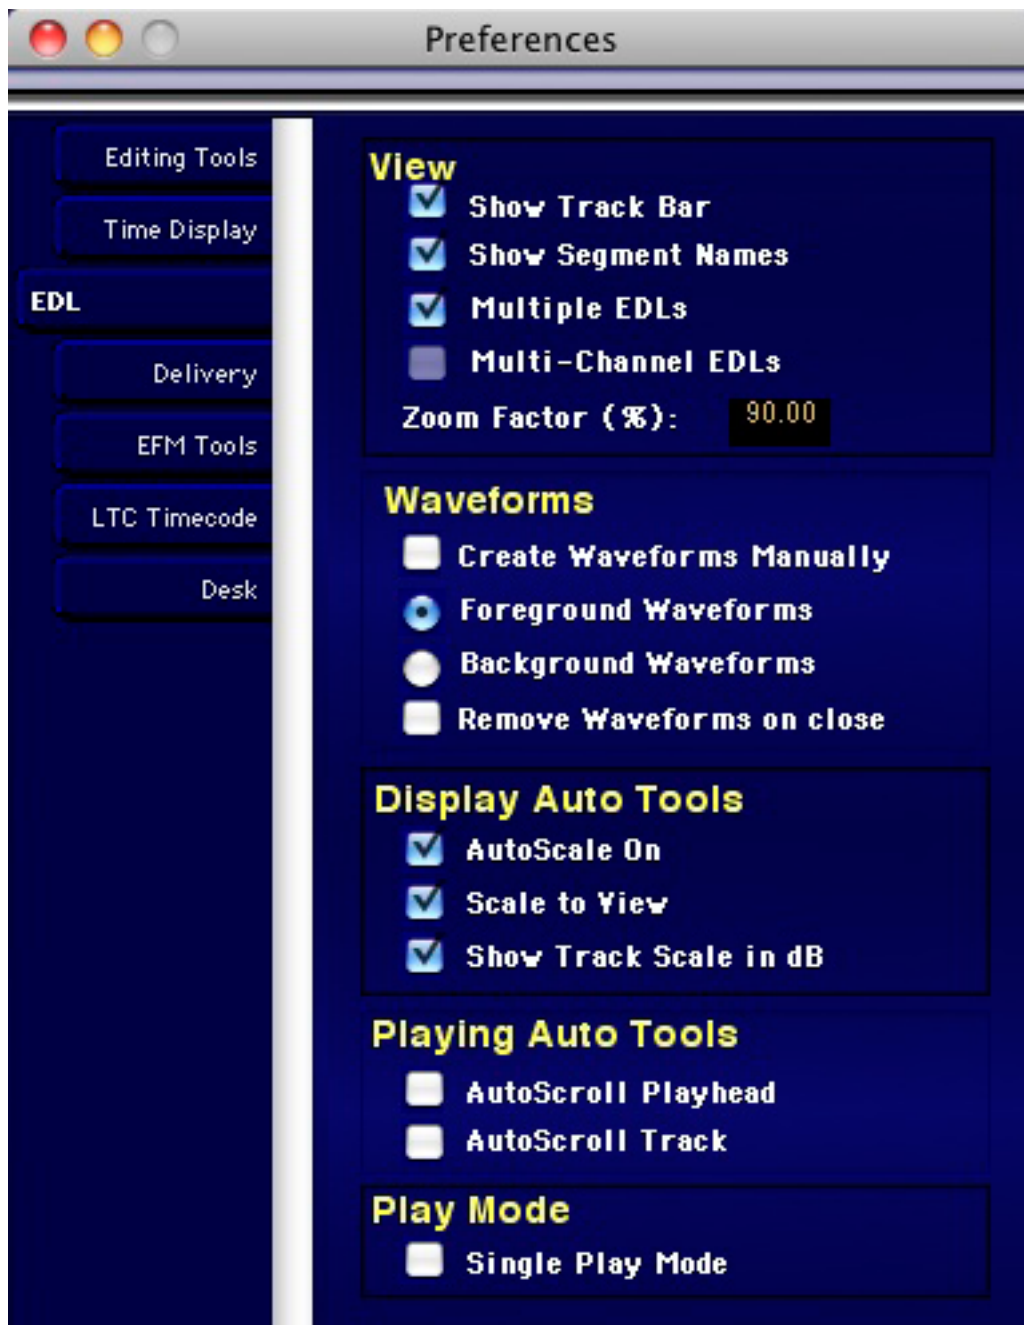 Preferences
Editing Tools
Time Display
EDL
Delivery
EFM Tools
LTC Timecode
Desk
View
Show Track Bar
Show Segment Names
Multiple EDLs
Multi-Channel EDLs
Zoom Factor (%): 90.00
Waveforms
Create Waveforms Manually
Foreground Waveforms
Background Waveforms
Remove Waveforms on close
Display Auto Tools
AutoScale On
Scale to View
Show Track Scale in dB
Playing Auto Tools
AutoScroll Playhead
AutoScroll Track
Play Mode
Single Play Mode